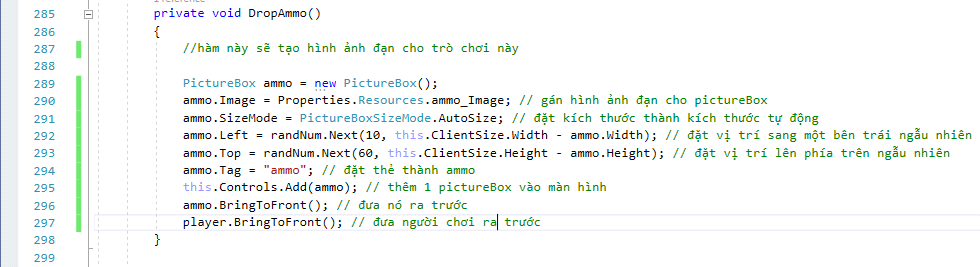 285 private void DropAmmo()
286 {
287 //hàm này sẽ tạo hình ảnh đạn cho trò chơi này
288
289 PictureBox ammo = new PictureBox();
290 ammo.Image = Properties.Resources.ammo_Image; // gán hình ảnh đạn cho pictureBox
291 ammo.SizeMode = PictureBoxSizeMode.AutoSize; // đặt kích thước thành kích thước tự động
292 ammo.Left = randNum.Next(10, this.ClientSize.Width - ammo.Width); // đặt vị trí sang một bên trái ngẫu nhiên
293 ammo.Top = randNum.Next(60, this.ClientSize.Height - ammo.Height); // đặt vị trí lên phía trên ngẫu nhiên
294 ammo.Tag = "ammo"; // đặt thẻ thành ammo
295 this.Controls.Add(ammo); // thêm 1 pictureBox vào màn hình
296 ammo.BringToFront(); // đưa nó ra trước
297 player.BringToFront(); // đưa người chơi ra trước
298 }
299